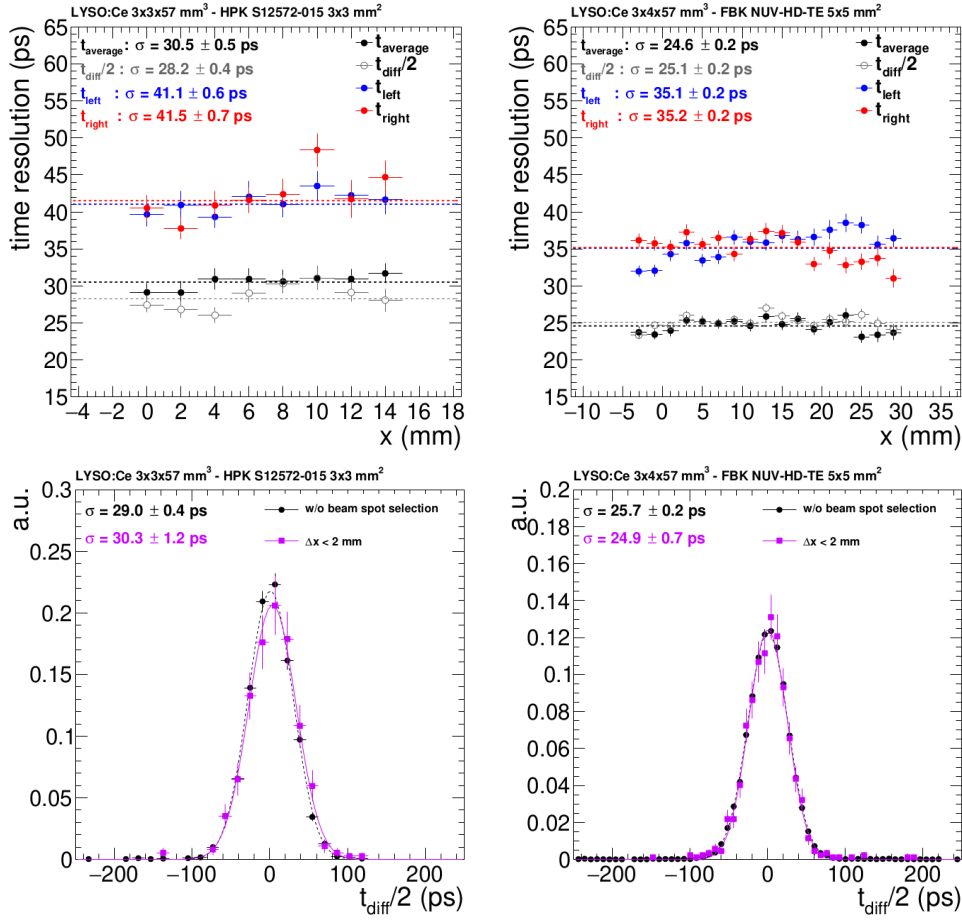 LYSO:Ce 3x3x57 mm³ - HPK S12572-015 3x3 mm²
time resolution (ps)
65
60
55
50
45
40
35
30
25
20
15
t_average : σ = 30.5 ± 0.5 ps
t_diff/2 : σ = 28.2 ± 0.4 ps
t_left : σ = 41.1 ± 0.6 ps
t_right : σ = 41.5 ± 0.7 ps
t_average
t_diff/2
t_left
t_right
−4 −2 0 2 4 6 8 10 12 14 16 18
x (mm)
LYSO:Ce 3x4x57 mm³ - FBK NUV-HD-TE 5x5 mm²
time resolution (ps)
65
60
55
50
45
40
35
30
25
20
15
t_average : σ = 24.6 ± 0.2 ps
t_diff/2 : σ = 25.1 ± 0.2 ps
t_left : σ = 35.1 ± 0.2 ps
t_right : σ = 35.2 ± 0.2 ps
t_average
t_diff/2
t_left
t_right
−10 −5 0 5 10 15 20 25 30 35
x (mm)
LYSO:Ce 3x3x57 mm³ - HPK S12572-015 3x3 mm²
a.u.
0.3
0.25
0.2
0.15
0.1
0.05
0
σ = 29.0 ± 0.4 ps
σ = 30.3 ± 1.2 ps
w/o beam spot selection
Δx < 2 mm
−200 −100 0 100 200
t_diff/2 (ps)
LYSO:Ce 3x4x57 mm³ - FBK NUV-HD-TE 5x5 mm²
a.u.
0.2
0.18
0.16
0.14
0.12
0.1
0.08
0.06
0.04
0.02
0
σ = 25.7 ± 0.2 ps
σ = 24.9 ± 0.7 ps
w/o beam spot selection
Δx < 2 mm
−200 −100 0 100 200
t_diff/2 (ps)